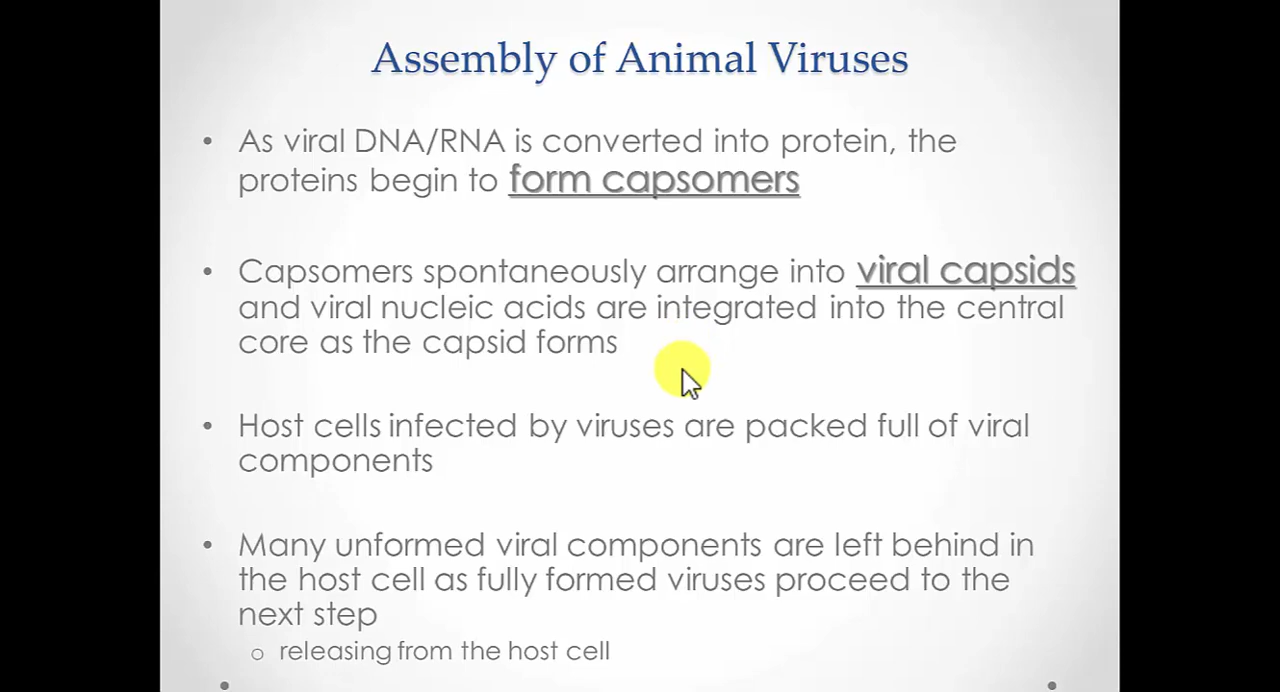 Assembly of Animal Viruses
• As viral DNA/RNA is converted into protein, the
proteins begin to form capsomers
• Capsomers spontaneously arrange into viral capsids
and viral nucleic acids are integrated into the central
core as the capsid forms
• Host cells infected by viruses are packed full of viral
components
• Many unformed viral components are left behind in
the host cell as fully formed viruses proceed to the
next step
o releasing from the host cell